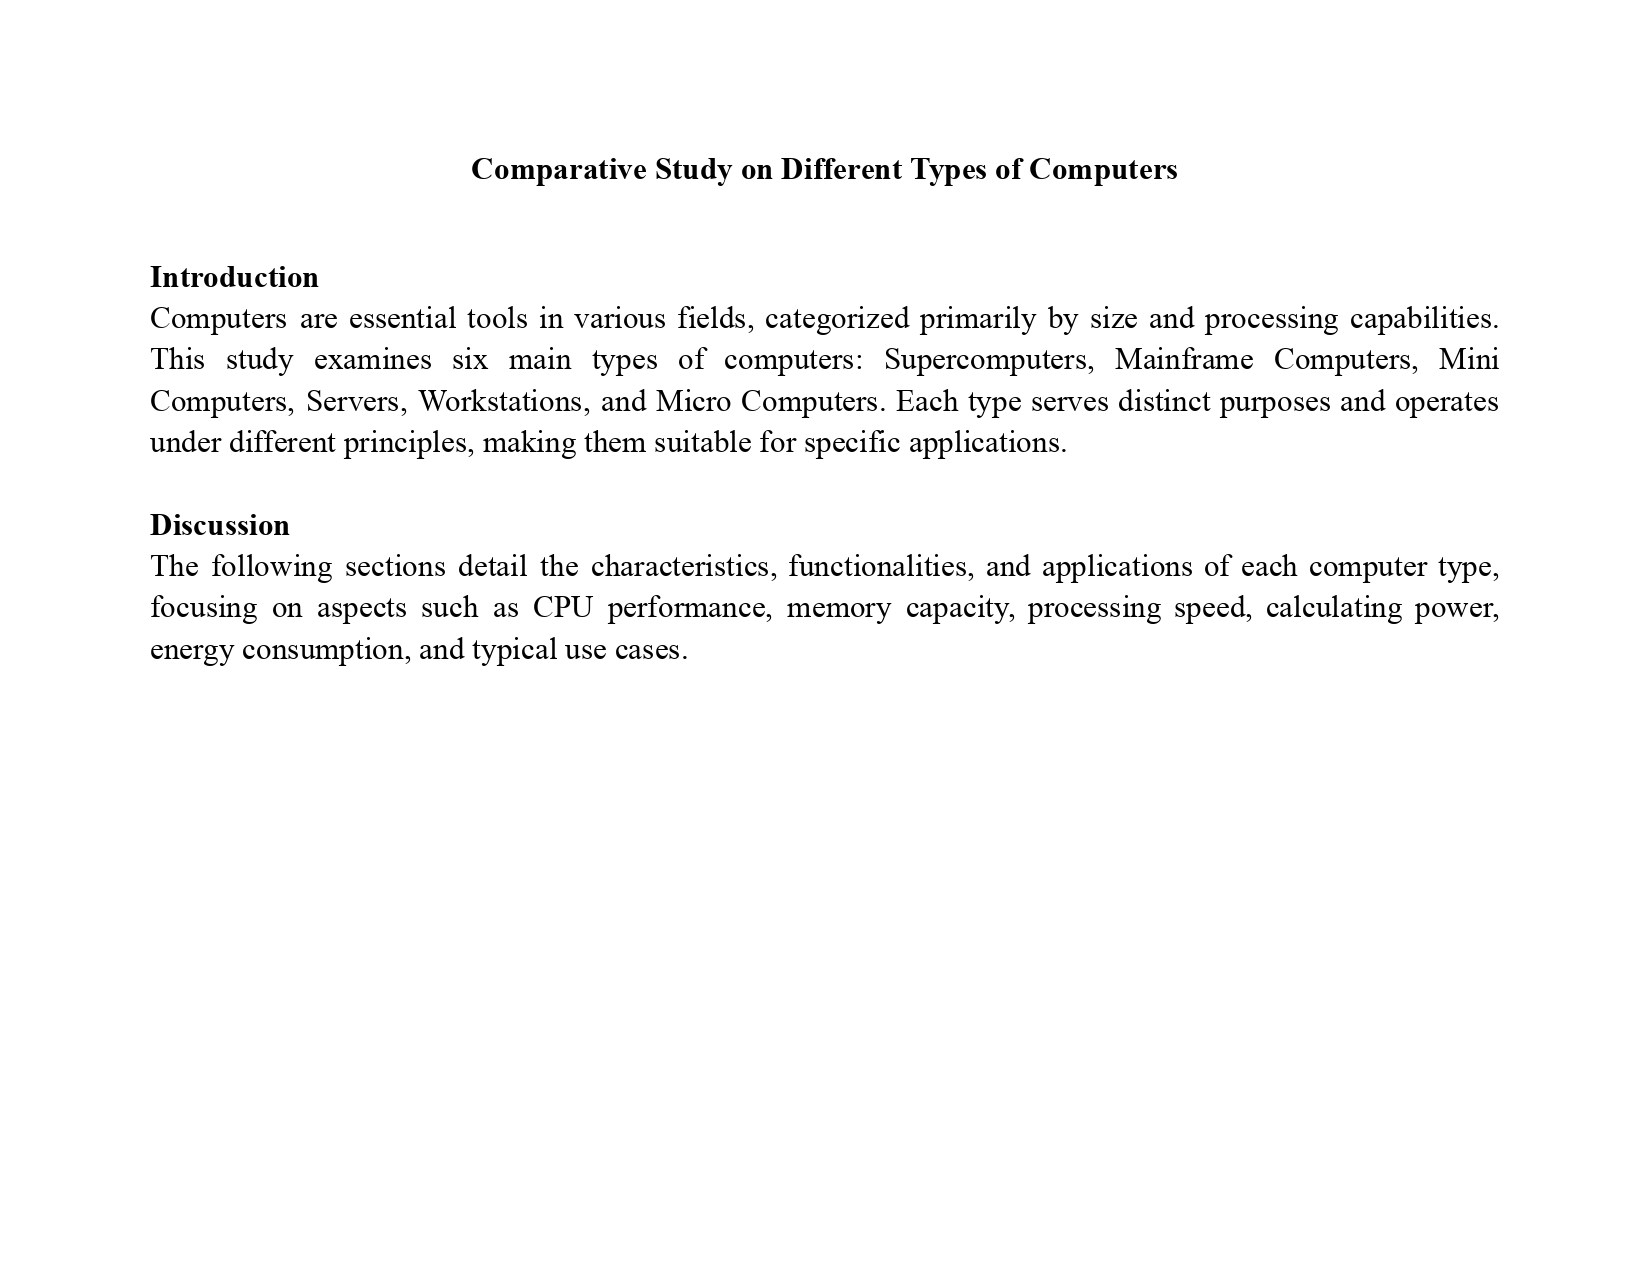 Comparative Study on Different Types of Computers
Introduction
Computers are essential tools in various fields, categorized primarily by size and processing capabilities.
This study examines six main types of computers: Supercomputers, Mainframe Computers, Mini
Computers, Servers, Workstations, and Micro Computers. Each type serves distinct purposes and operates
under different principles, making them suitable for specific applications.
Discussion
The following sections detail the characteristics, functionalities, and applications of each computer type,
focusing on aspects such as CPU performance, memory capacity, processing speed, calculating power,
energy consumption, and typical use cases.